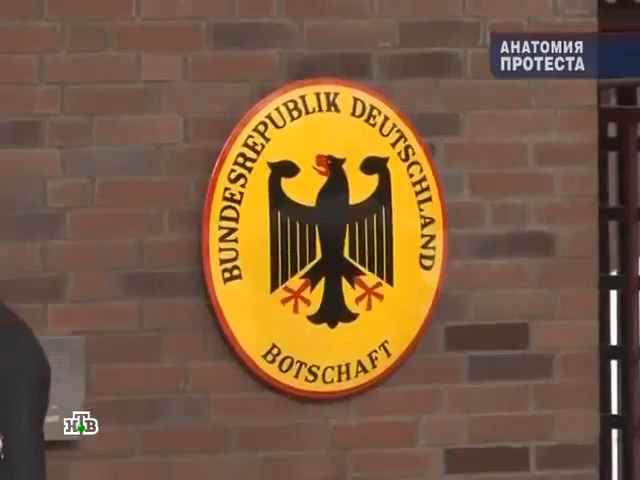 АНАТОМИЯ
ПРОТЕСТА
BUNDESREPUBLIK DEUTSCHLAND
BOTSCHAFT
НТВ